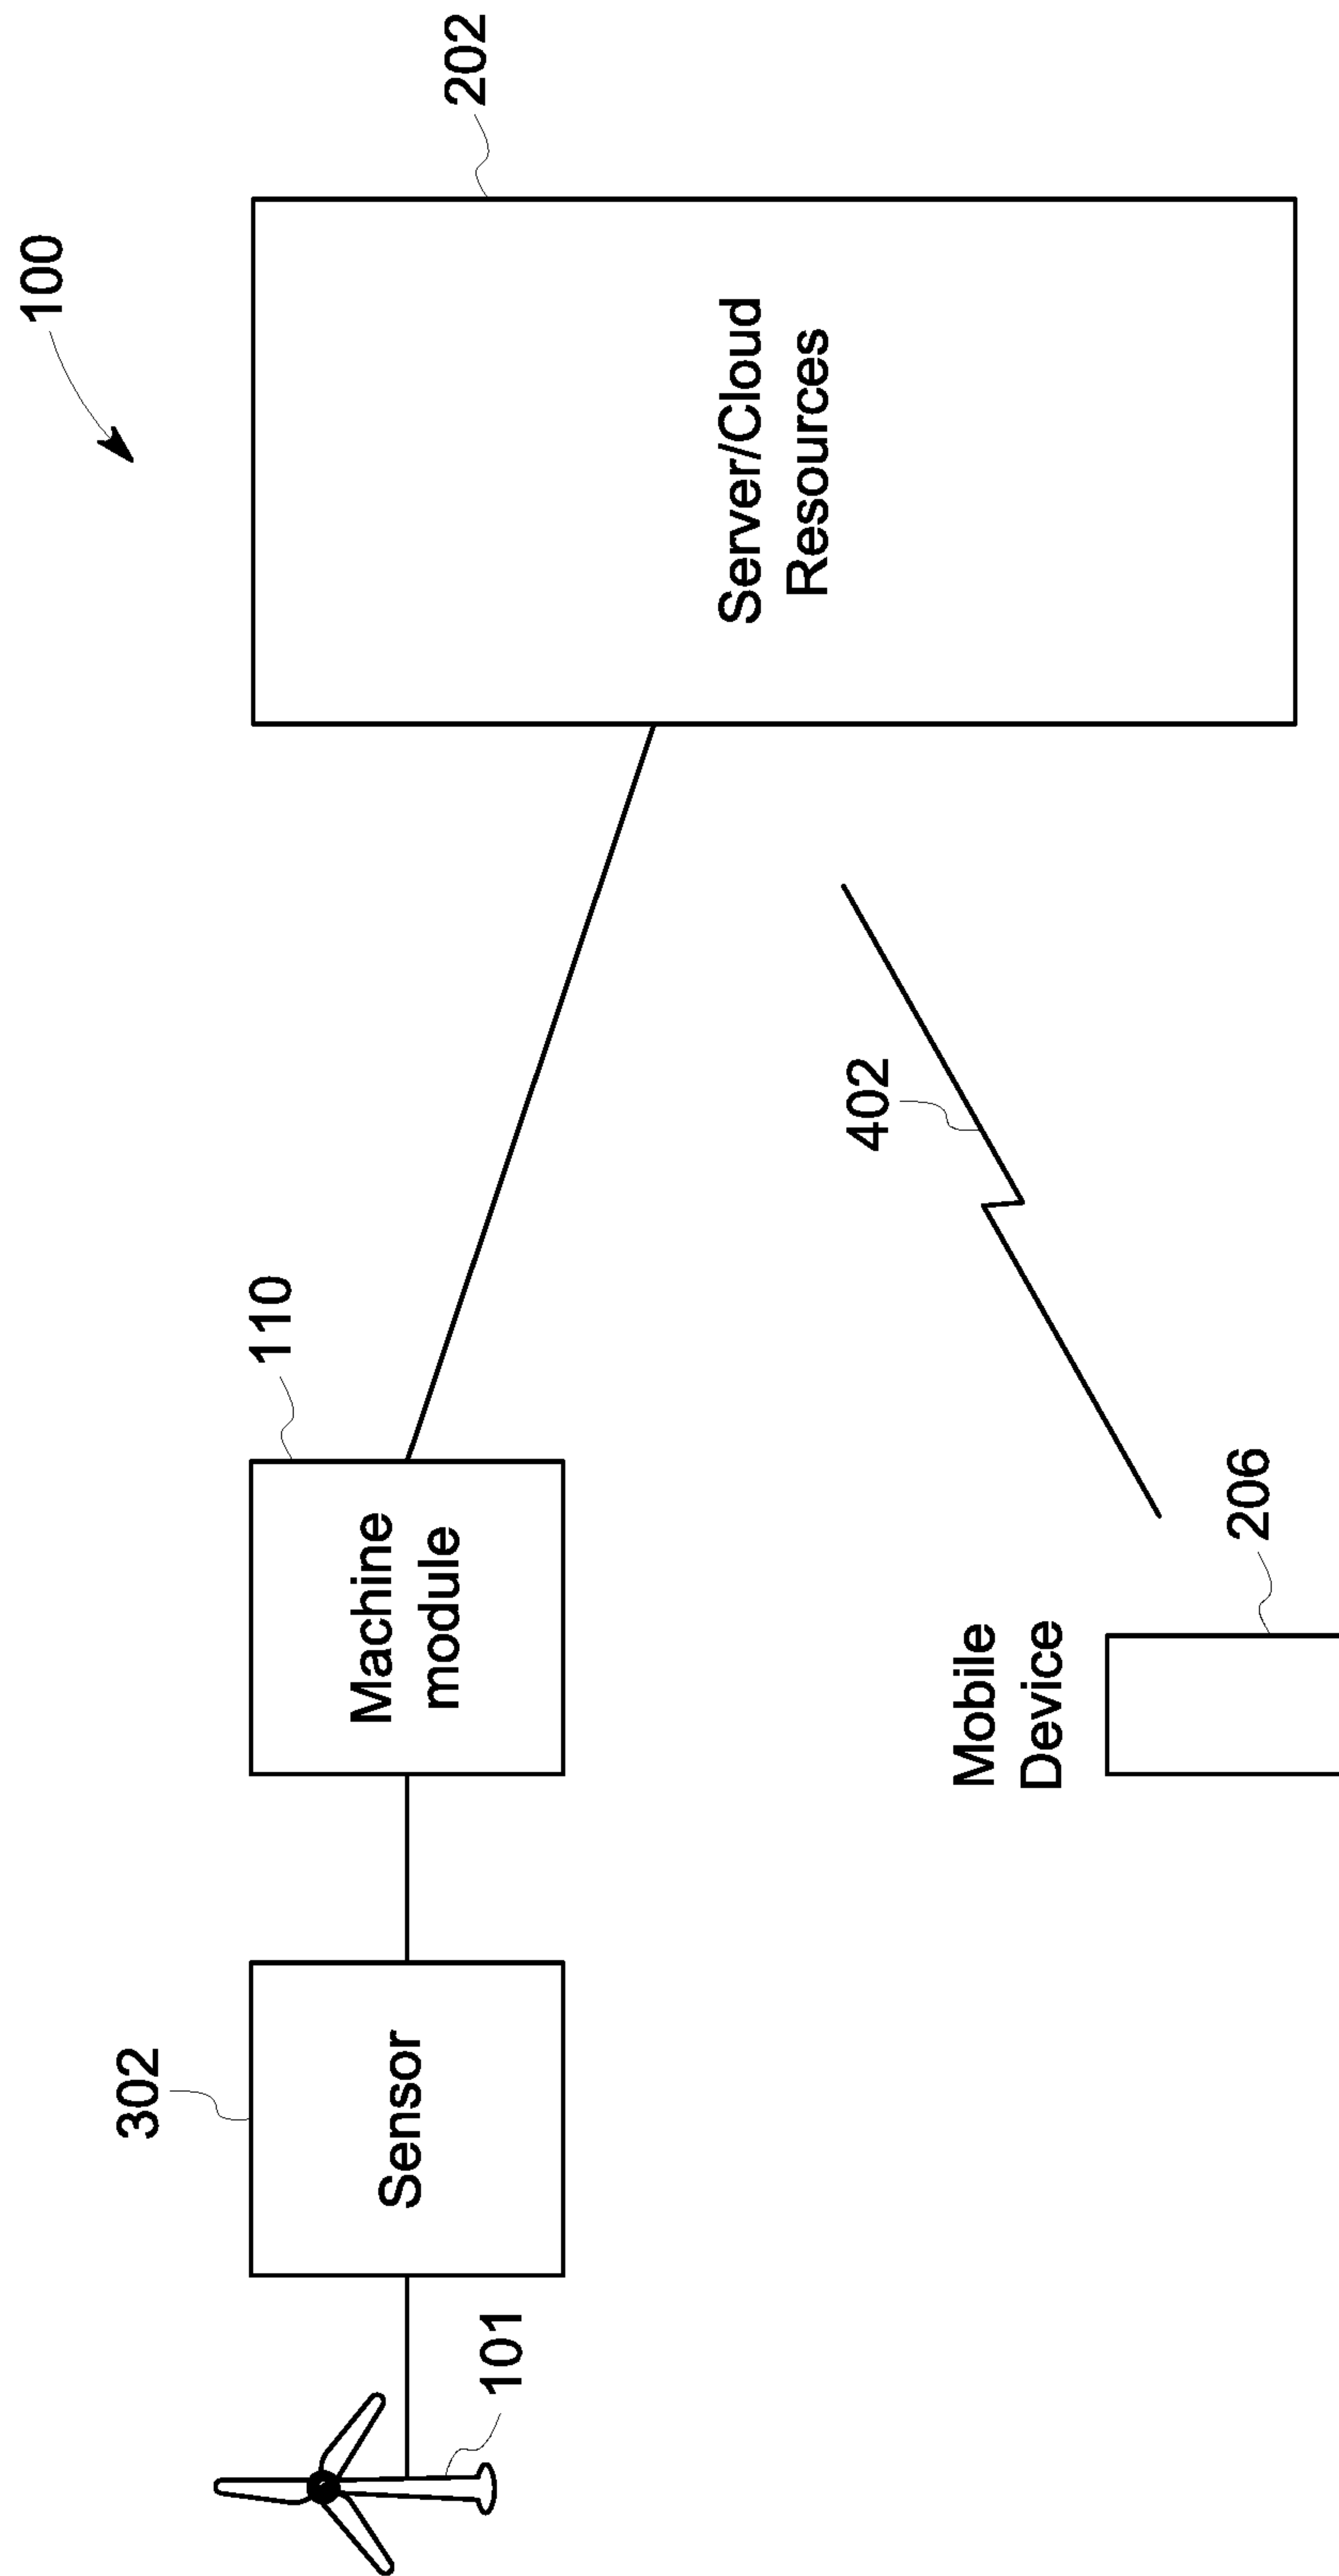 100
202
Server/Cloud
Resources
110
Machine
module
302
Sensor
101
402
Mobile
Device
206